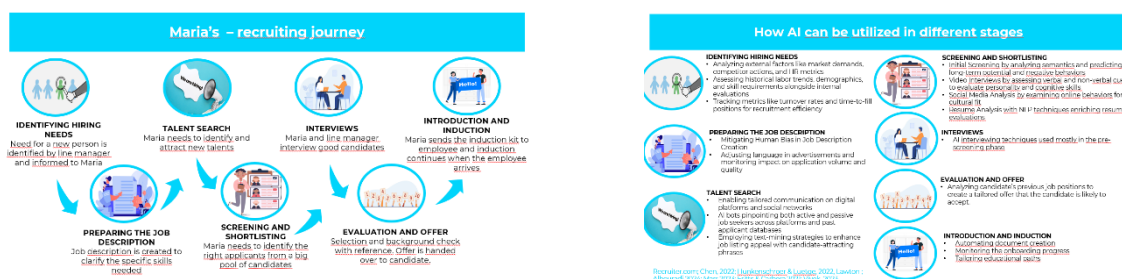 Maria's – recruiting journey
IDENTIFYING HIRING
NEEDS
Need for a new person is
identified by line manager
and informed to Maria
TALENT SEARCH
Maria needs to identify and
attract new talents
INTERVIEWS
Maria and line manager
interview good candidates
INTRODUCTION AND
INDUCTION
Maria sends the induction kit to
employee and induction
continues when the employee
arrives
PREPARING THE JOB
DESCRIPTION
Job description is created to
clarify the specific skills
needed
SCREENING AND
SHORTLISTING
Maria needs to identify the
right applicants from a big
pool of candidates
EVALUATION AND OFFER
Selection and background check
with reference. Offer is handed
over to candidate.
How AI can be utilized in different stages
IDENTIFYING HIRING NEEDS
• Analyzing external factors like market demands,
competitor actions, and HR metrics
• Assessing historical labor trends, demographics,
and skill requirements alongside internal
evaluations
• Tracking metrics like turnover rates and time-to-fill
positions for recruitment efficiency
PREPARING THE JOB DESCRIPTION
• Mitigating Human Bias in Job Description
Creation
• Adjusting language in advertisements and
monitoring impact on application volume and
quality
TALENT SEARCH
• Enabling tailored communication on digital
platforms and social networks
• AI bots pinpointing both active and passive
job seekers across platforms and past
applicant databases
• Employing text-mining strategies to enhance
job listing appeal with candidate-attracting
phrases
SCREENING AND SHORTLISTING
• Initial Screening by analyzing semantics and predicting
long-term potential and negative behaviors
• Video Interviews by assessing verbal and non-verbal
to evaluate personality and cognitive skills
• Social Media Analysis by examining online behaviors for
cultural fit
• Resume Analysis with NLP techniques enriching
evaluations
INTERVIEWS
• AI interviewing techniques used mostly in the pre-
screening phase
EVALUATION AND OFFER
• Analyzing candidate's previous job positions to
create a tailored offer that the candidate is likely to
accept.
INTRODUCTION AND INDUCTION
• Automating document creation
• Monitoring the onboarding progress
• Tailoring educational paths
Recruiter.com; Chen, 2022;
Hello!
Hello!